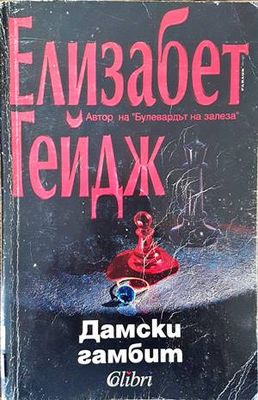 Елизабет
Автор на "Булевардът на залеза"
Гейдж
Дамски
гамбит
Colibri